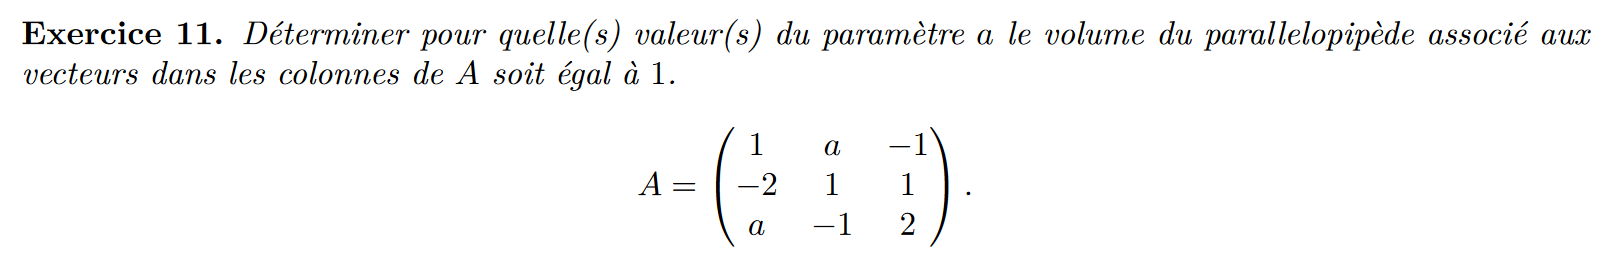 Exercice 11. Déterminer pour quelle(s) valeur(s) du paramètre a le volume du parallelopipède associé aux
vecteurs dans les colonnes de A soit égal à 1.
1 a −1
A = −2 1 1 .
a −1 2